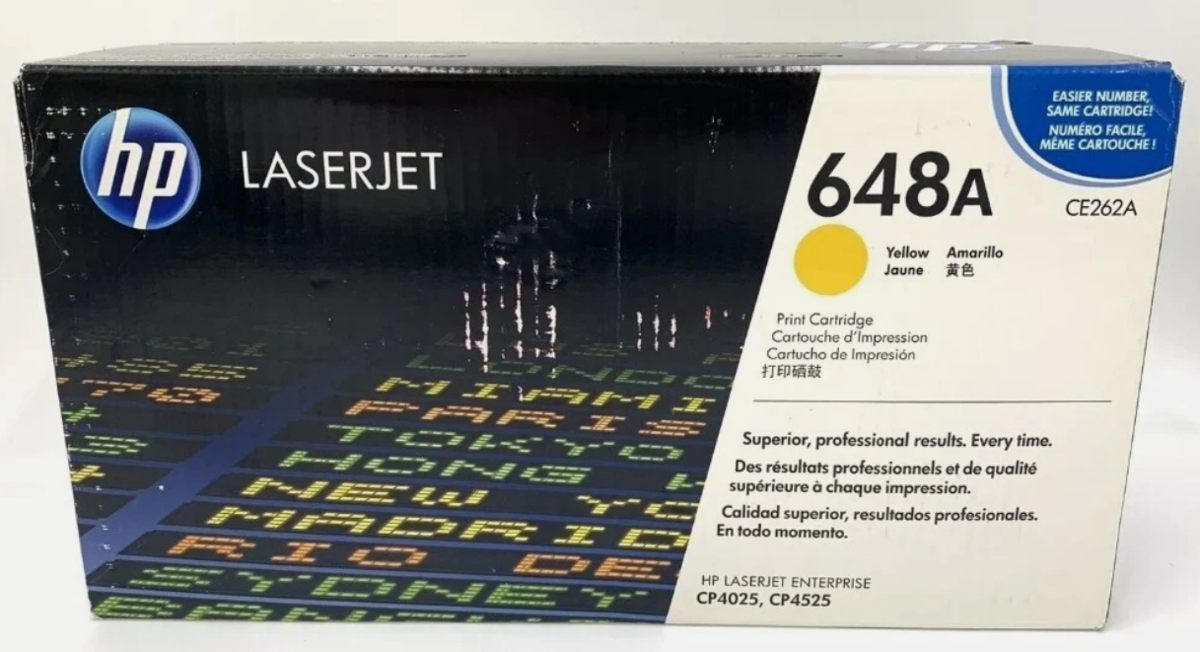 hp
hp
LASERJET
EASIER NUMBER,
SAME CARTRIDGE!
NUMÉRO FACILE,
MÊME CARTOUCHE !
648A
CE262A
Yellow Amarillo
Jaune 黄色
Print Cartridge
Cartouche d'Impression
Cartucho de Impresión
打印硒鼓
Superior, professional results. Every time.
Des résultats professionnels et de qualité
supérieure à chaque impression.
Calidad superior, resultados profesionales.
En todo momento.
HP LASERJET ENTERPRISE
CP4025, CP4525
LONDO
MIAMI
PARIS
TOKYO
HONG K
NEW YO
MADRID
RIO DE
SYDNEY